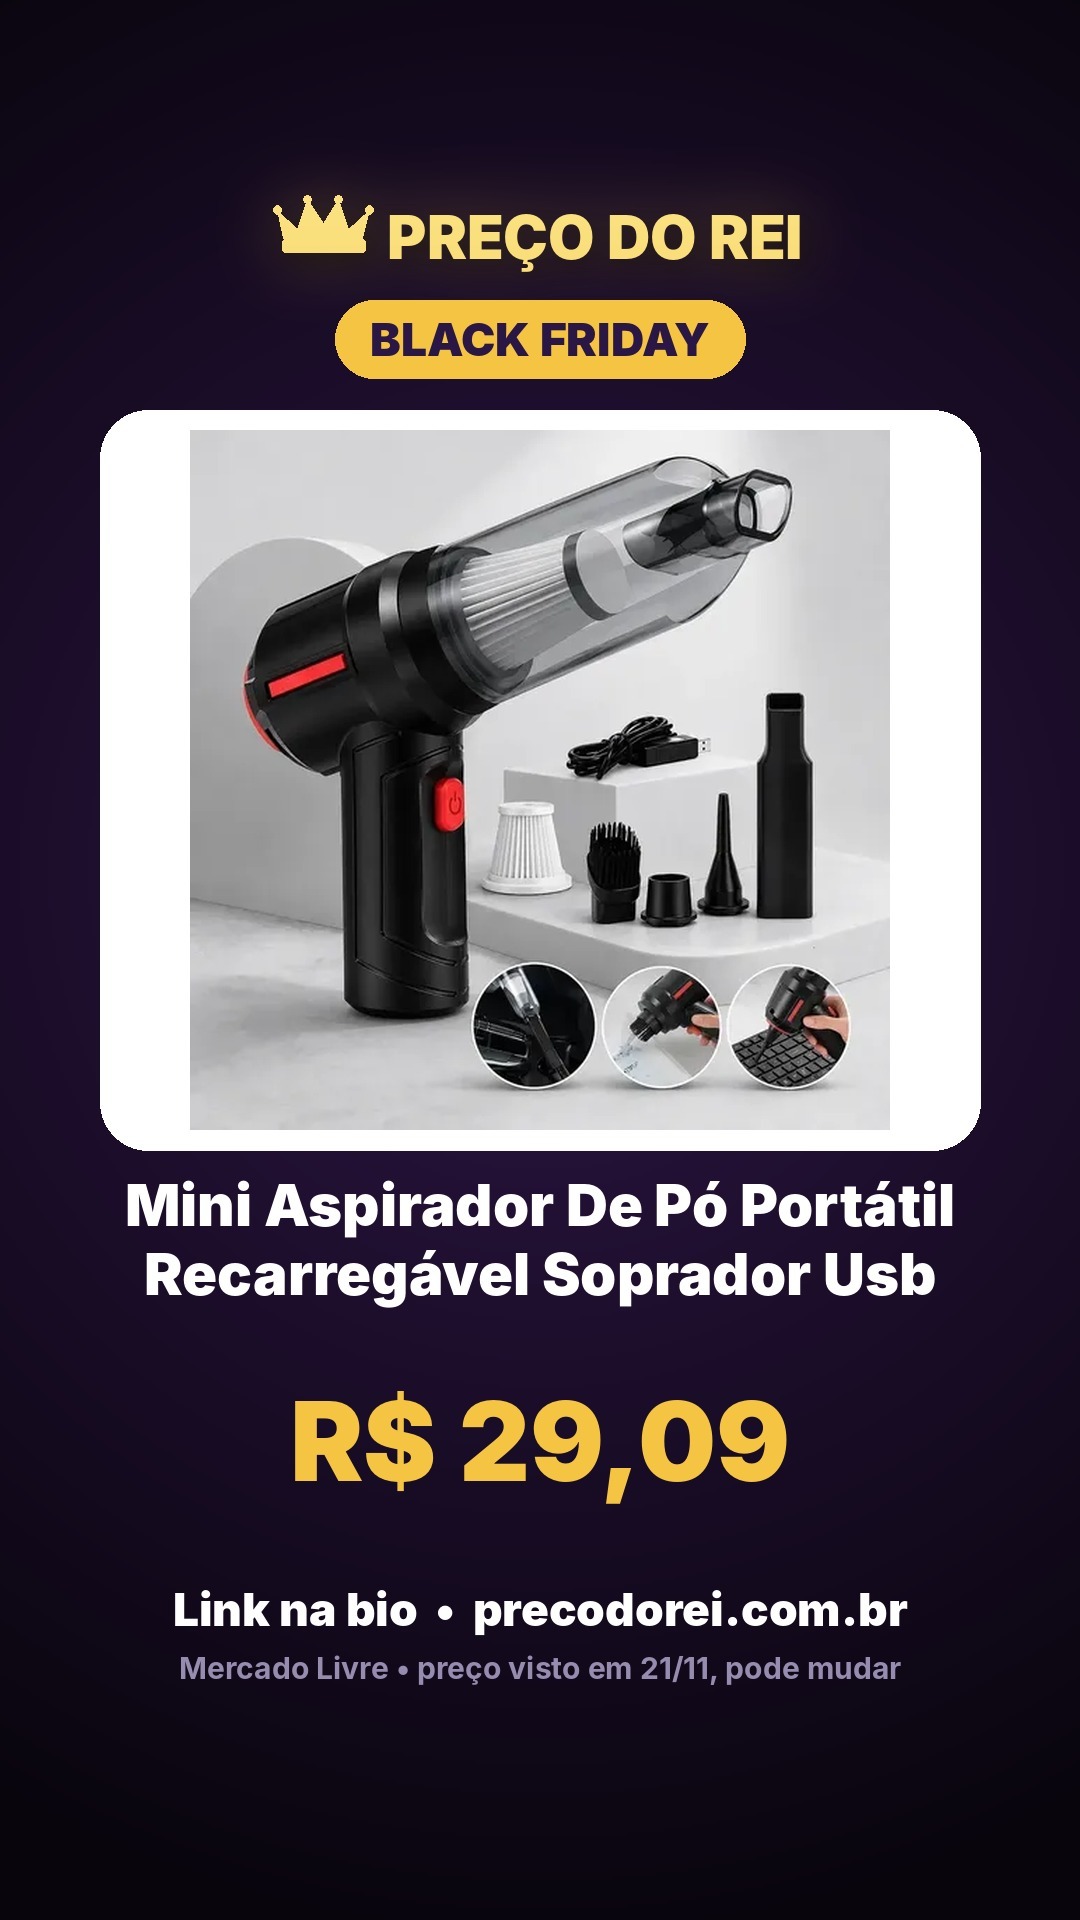 PREÇO DO REI
BLACK FRIDAY
Mini Aspirador De Pó Portátil
Recarregável Soprador Usb
R$ 29,09
Link na bio • precodorei.com.br
Mercado Livre • preço visto em 21/11, pode mudar